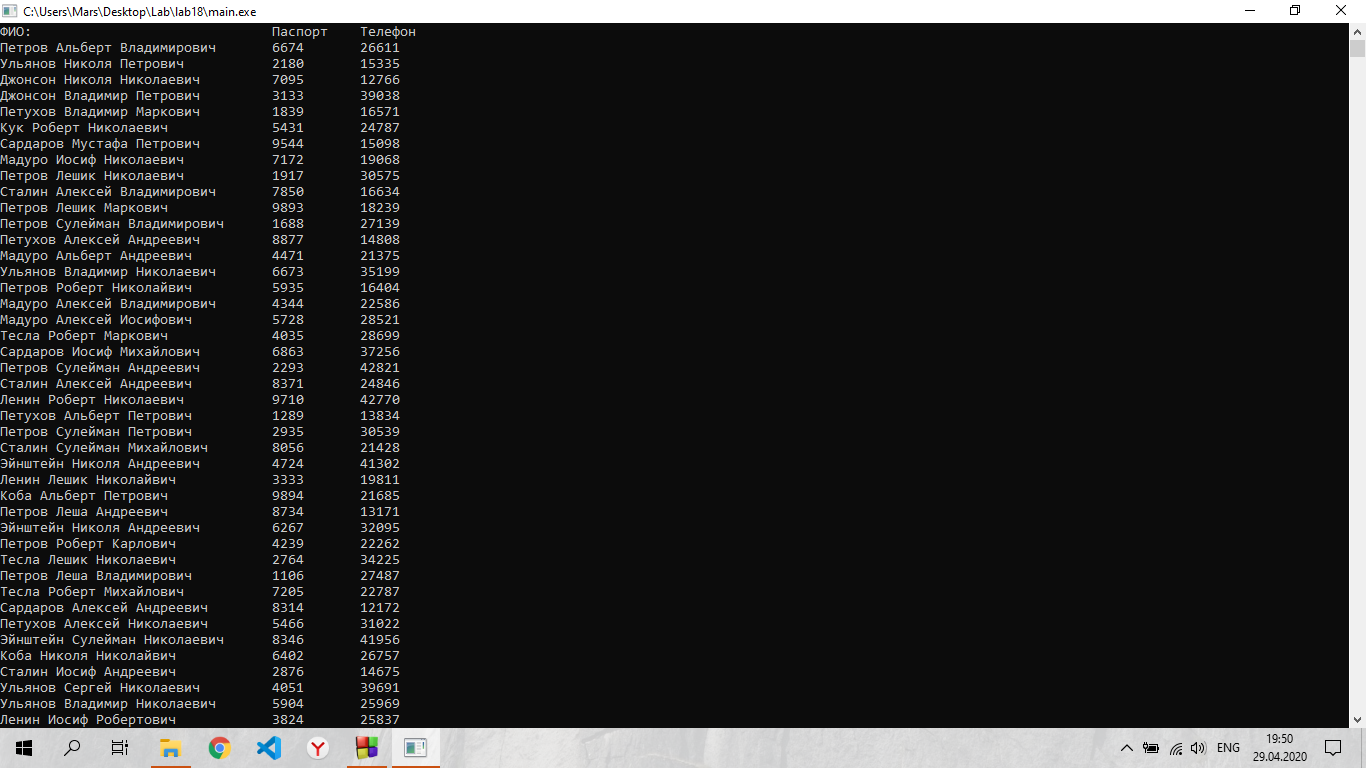 C:\Users\Mars\Desktop\Lab\lab18\main.exe
ФИО: Паспорт Телефон
Петров Альберт Владимирович 6674 26611
Ульянов Николя Петрович 2180 15335
Джонсон Николя Николаевич 7095 12766
Джонсон Владимир Петрович 3133 39038
Петухов Владимир Маркович 1839 16571
Кук Роберт Николаевич 5431 24787
Сардаров Мустафа Петрович 9544 15098
Мадуро Иосиф Николаевич 7172 19068
Петров Лешик Николаевич 1917 30575
Сталин Алексей Владимирович 7850 16634
Петров Лешик Маркович 9893 18239
Петров Сулейман Владимирович 1688 27139
Петухов Алексей Андреевич 8877 14808
Мадуро Альберт Андреевич 4471 21375
Ульянов Владимир Николаевич 6673 35199
Петров Роберт Николайвич 5935 16404
Мадуро Алексей Владимирович 4344 22586
Мадуро Алексей Иосифович 5728 28521
Тесла Роберт Маркович 4035 28699
Сардаров Иосиф Михайлович 6863 37256
Петров Сулейман Андреевич 2293 42821
Сталин Алексей Андреевич 8371 24846
Ленин Роберт Николаевич 9710 42770
Петухов Альберт Петрович 1289 13834
Петров Сулейман Петрович 2935 30539
Сталин Сулейман Михайлович 8056 21428
Эйнштейн Николя Андреевич 4724 41302
Ленин Лешик Николайвич 3333 19811
Коба Альберт Петрович 9894 21685
Петров Леша Андреевич 8734 13171
Эйнштейн Николя Андреевич 6267 32095
Петров Роберт Карлович 4239 22262
Тесла Лешик Николаевич 2764 34225
Петров Леша Владимирович 1106 27487
Тесла Роберт Михайлович 7205 22787
Сардаров Алексей Андреевич 8314 12172
Петухов Алексей Николаевич 5466 31022
Эйнштейн Сулейман Николаевич 8346 41956
Коба Николя Николайвич 6402 26757
Сталин Иосиф Андреевич 2876 14675
Ульянов Сергей Николаевич 4051 39691
Ульянов Владимир Николаевич 5904 25969
Ленин Иосиф Робертович 3824 25837
ENG
19:50
29.04.2020